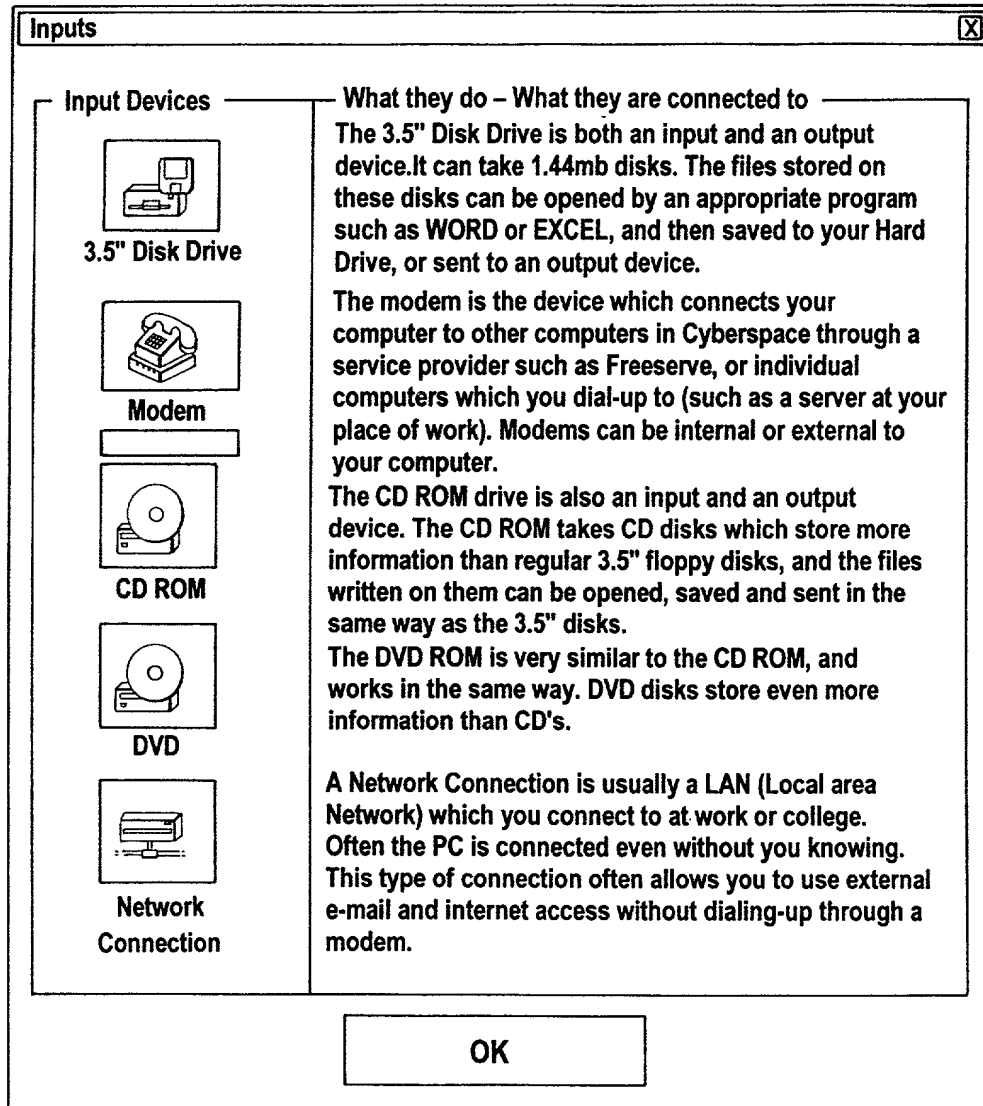 Inputs
X
Input Devices
3.5" Disk Drive
Modem
CD ROM
DVD
Network
Connection
What they do – What they are connected to
The 3.5" Disk Drive is both an input and an output
device.It can take 1.44mb disks. The files stored on
these disks can be opened by an appropriate program
such as WORD or EXCEL, and then saved to your Hard
Drive, or sent to an output device.
The modem is the device which connects your
computer to other computers in Cyberspace through a
service provider such as Freeserve, or individual
computers which you dial-up to (such as a server at your
place of work). Modems can be internal or external to
your computer.
The CD ROM drive is also an input and an output
device. The CD ROM takes CD disks which store more
information than regular 3.5" floppy disks, and the files
written on them can be opened, saved and sent in the
same way as the 3.5" disks.
The DVD ROM is very similar to the CD ROM, and
works in the same way. DVD disks store even more
information than CD's.
A Network Connection is usually a LAN (Local area
Network) which you connect to at work or college.
Often the PC is connected even without you knowing.
This type of connection often allows you to use external
e-mail and internet access without dialing-up through a
modem.
OK